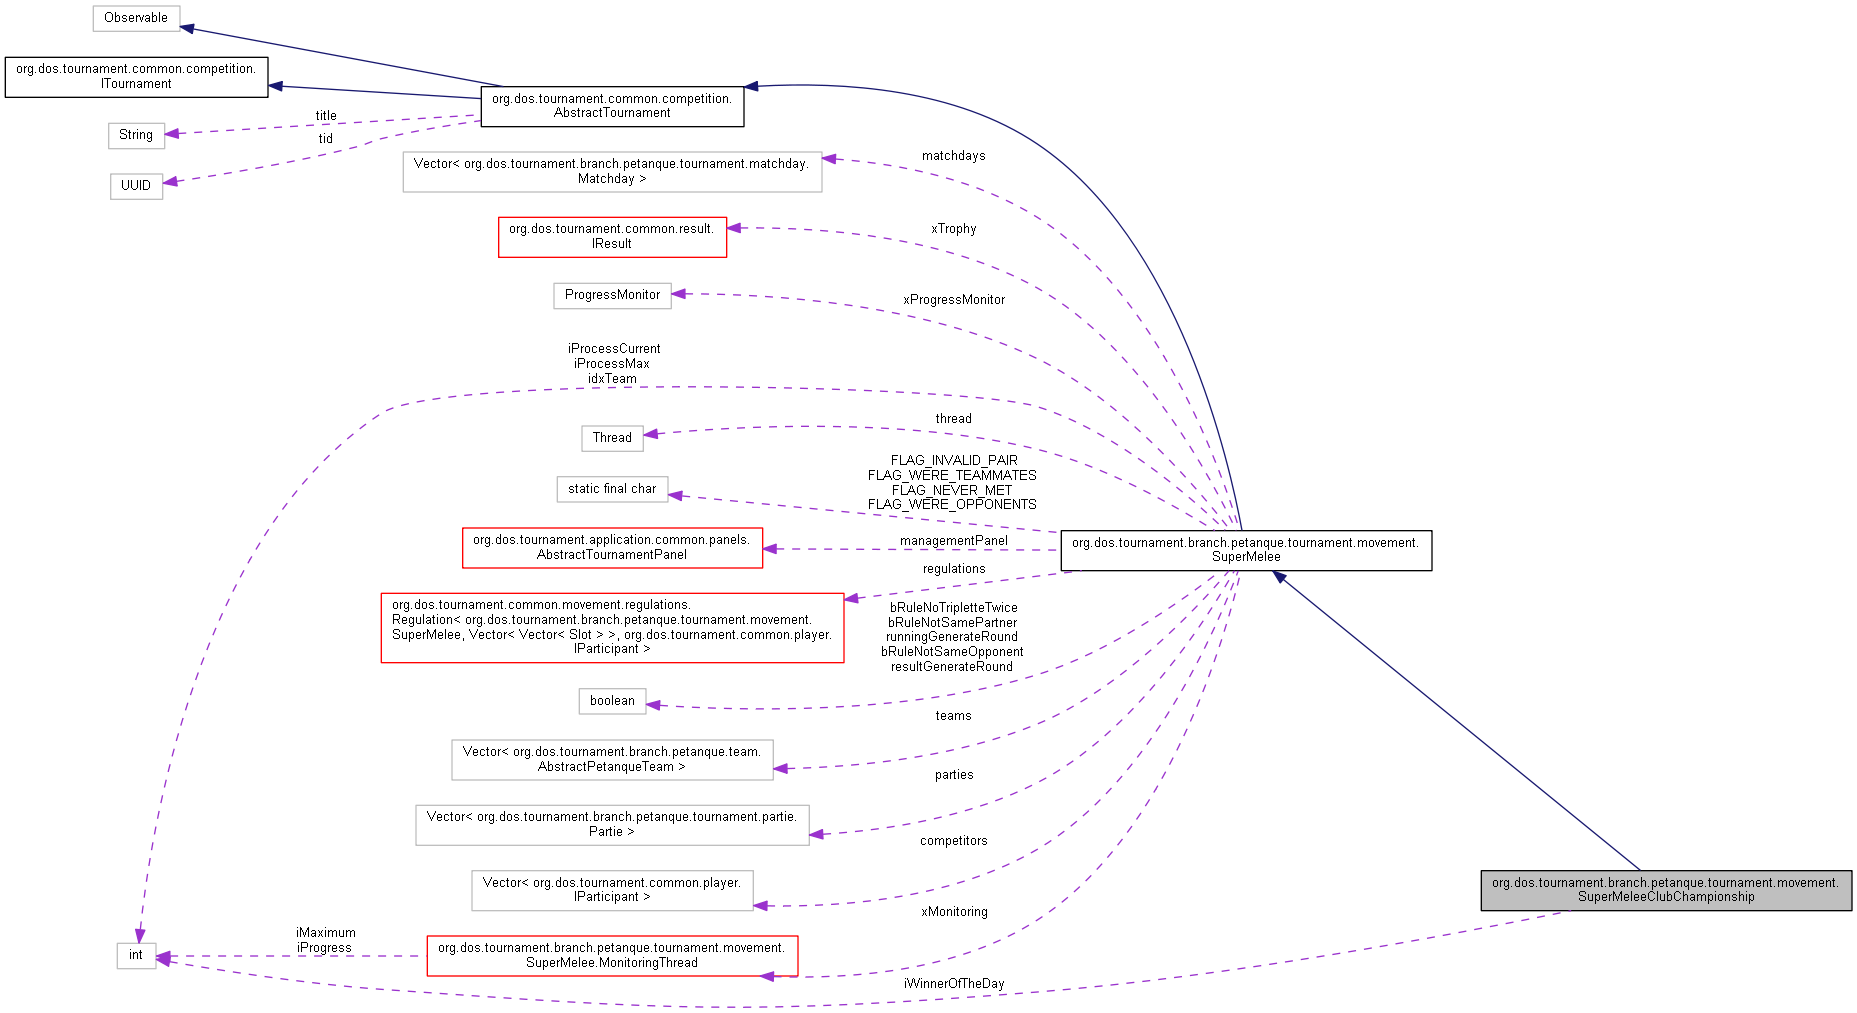 Observable
org.dos.tournament.common.competition.
ITournament
org.dos.tournament.common.competition.
AbstractTournament
title
String
tid
UUID
Vector< org.dos.tournament.branch.petanque.tournament.matchday.
Matchday >
matchdays
org.dos.tournament.common.result.
IResult
xTrophy
ProgressMonitor
xProgressMonitor
iProcessCurrent
iProcessMax
idxTeam
Thread
thread
static final char
FLAG_INVALID_PAIR
FLAG_WERE_TEAMMATES
FLAG_NEVER_MET
FLAG_WERE_OPPONENTS
org.dos.tournament.application.common.panels.
AbstractTournamentPanel
managementPanel
org.dos.tournament.branch.petanque.tournament.movement.
SuperMelee
regulations
org.dos.tournament.common.movement.regulations.
Regulation< org.dos.tournament.branch.petanque.tournament.movement.
SuperMelee, Vector< Vector< Slot > >, org.dos.tournament.common.player.
IParticipant >
bRuleNoTripletteTwice
bRuleNotSamePartner
runningGenerateRound
bRuleNotSameOpponent
resultGenerateRound
boolean
teams
Vector< org.dos.tournament.branch.petanque.team.
AbstractPetanqueTeam >
parties
Vector< org.dos.tournament.branch.petanque.tournament.partie.
Partie >
competitors
Vector< org.dos.tournament.common.player.
IParticipant >
org.dos.tournament.branch.petanque.tournament.movement.
SuperMeleeClubChampionship
xMonitoring
iMaximum
iProgress
int
org.dos.tournament.branch.petanque.tournament.movement.
SuperMelee.MonitoringThread
iWinnerOfTheDay